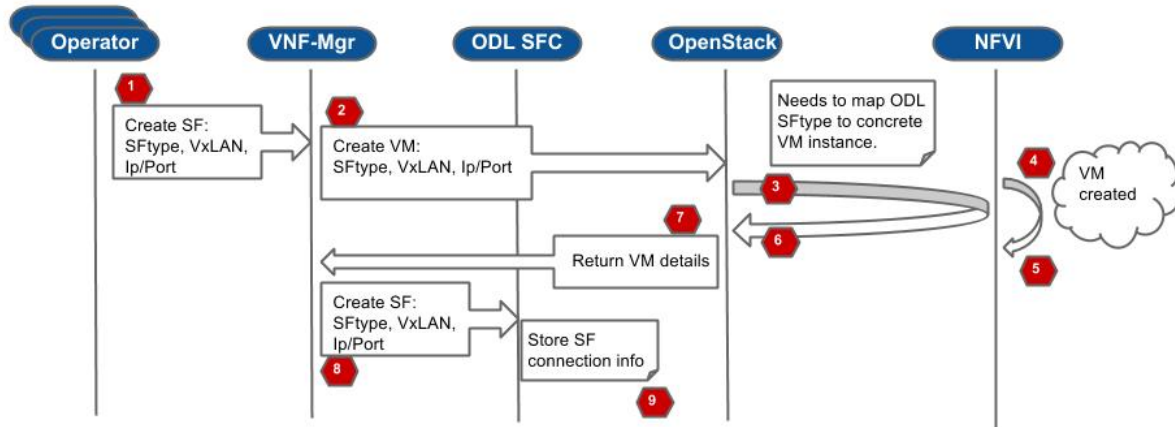 Operator
VNF-Mgr
ODL SFC
OpenStack
NFVI
1
Create SF:
SFtype, VxLAN,
Ip/Port
2
Create VM:
SFtype, VxLAN, Ip/Port
Needs to map ODL
SFtype to concrete
VM instance.
3
4
VM
created
5
6
7
Return VM details
Create SF:
SFtype, VxLAN,
Ip/Port
8
Store SF
connection info
9